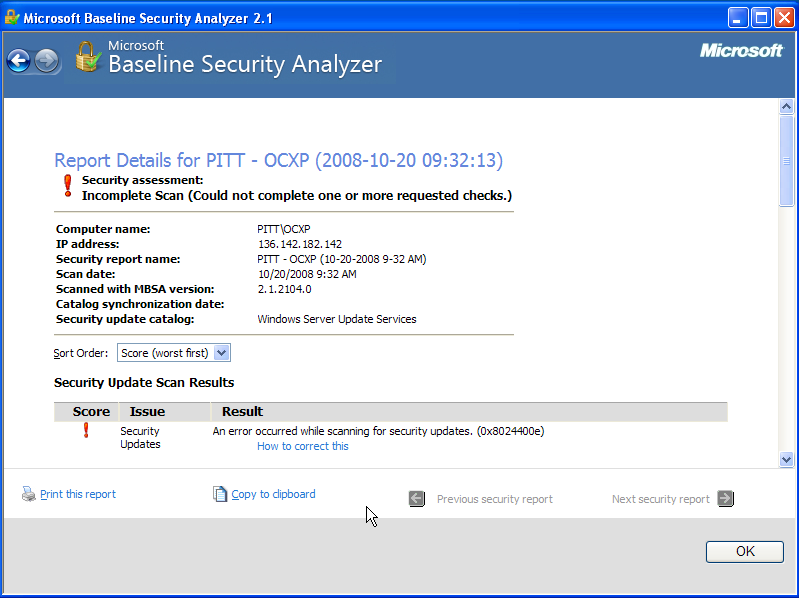 Microsoft Baseline Security Analyzer 2.1
Microsoft
Baseline Security Analyzer
Microsoft
Report Details for PITT - OCXP (2008-10-20 09:32:13)
Security assessment:
Incomplete Scan (Could not complete one or more requested checks.)
Computer name: PITT\OCXP
IP address: 136.142.182.142
Security report name: PITT - OCXP (10-20-2008 9-32 AM)
Scan date: 10/20/2008 9:32 AM
Scanned with MBSA version: 2.1.2104.0
Catalog synchronization date:
Security update catalog: Windows Server Update Services
Sort Order: Score (worst first)
Security Update Scan Results
Score Issue Result
Security Updates An error occurred while scanning for security updates. (0x8024400e)
How to correct this
Print this report Copy to clipboard Previous security report Next security report
OK